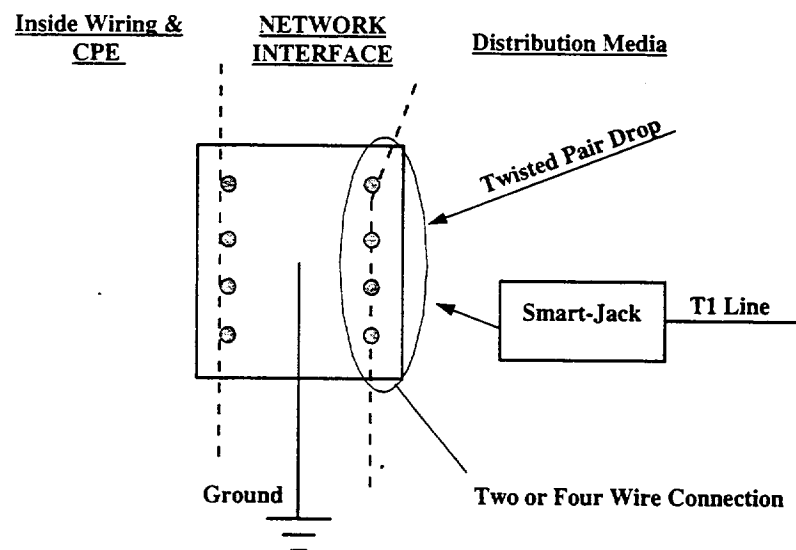 Inside Wiring &
CPE
NETWORK
INTERFACE
Distribution Media
Twisted Pair Drop
Smart-Jack
T1 Line
Ground
Two or Four Wire Connection